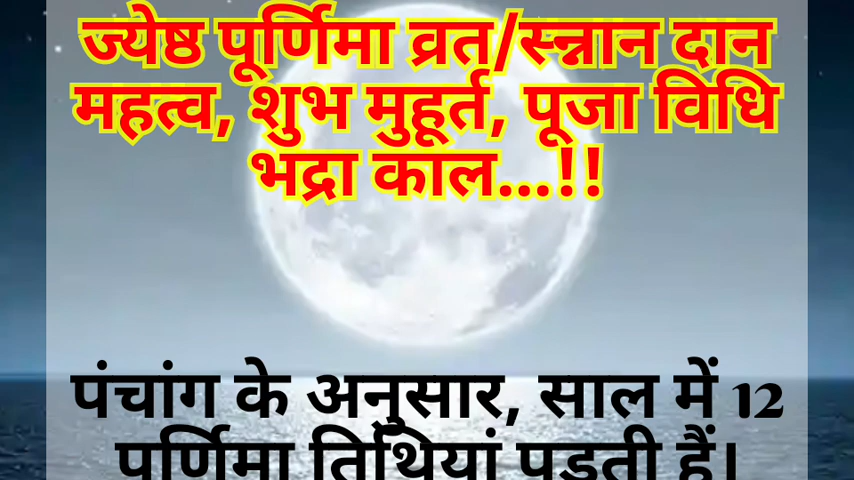 ज्येष्ठ पूर्णिमा व्रत/स्न्नान दान
महत्व, शुभ मुहूर्त, पूजा विधि
भद्रा काल...!!
पंचांग के अनुसार, साल में 12
पूर्णिमा तिथियां पड़ती हैं।